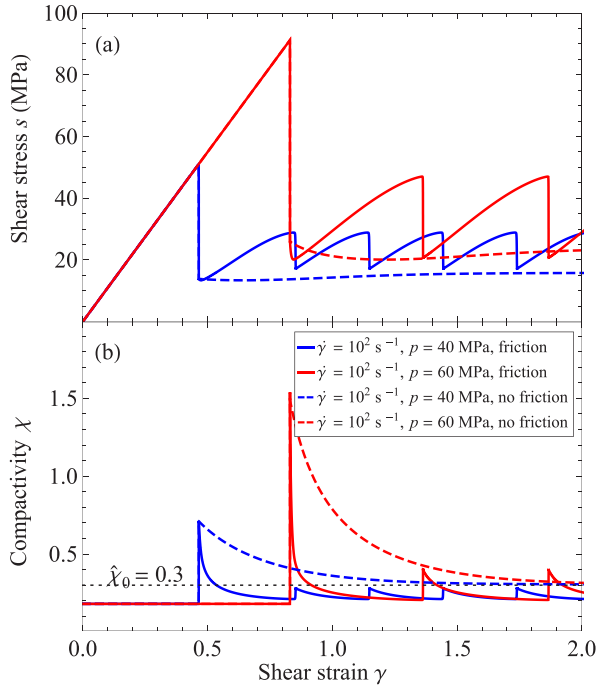 100
80
60
40
20
Shear stress s (MPa)
(a)
(b)
γ̇ = 10² s⁻¹, p = 40 MPa, friction
γ̇ = 10² s⁻¹, p = 60 MPa, friction
γ̇ = 10² s⁻¹, p = 40 MPa, no friction
γ̇ = 10² s⁻¹, p = 60 MPa, no friction
1.5
1.0
0.5
Compactivity χ
χ̂₀ = 0.3
0.0 0.5 1.0 1.5 2.0
Shear strain γ